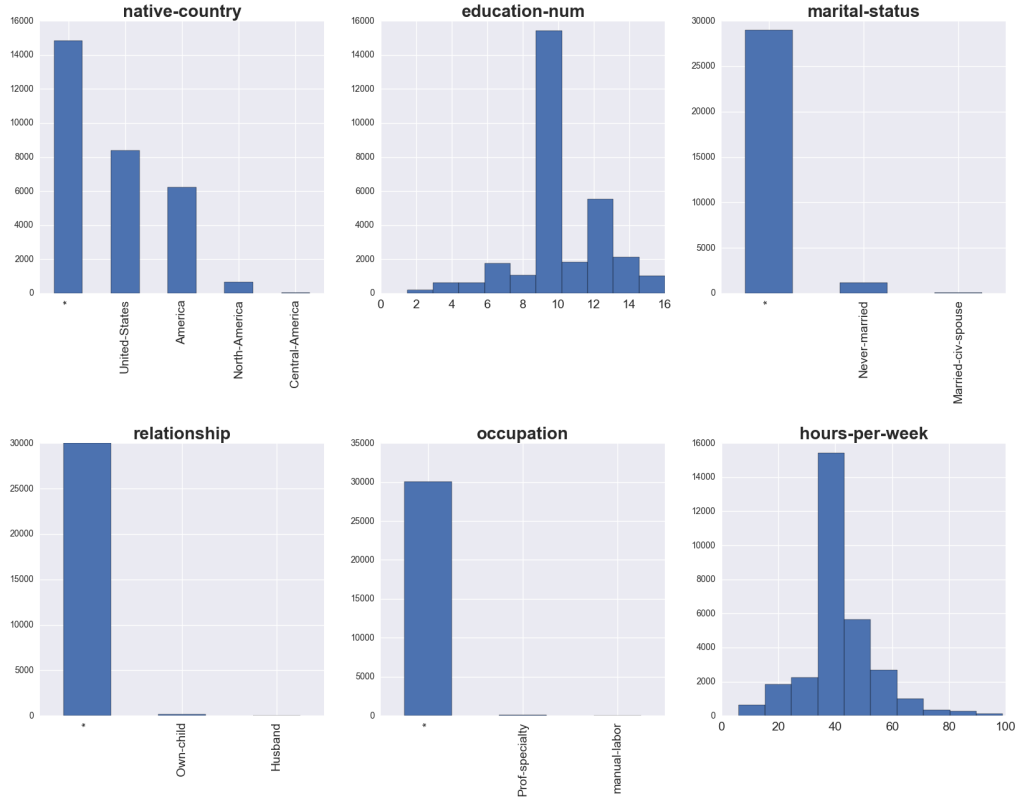 native-country
16000
14000
12000
10000
8000
6000
4000
2000
0
*
United-States
America
North-America
Central-America
education-num
16000
14000
12000
10000
8000
6000
4000
2000
0
0 2 4 6 8 10 12 14 16
marital-status
30000
25000
20000
15000
10000
5000
0
*
Never-married
Married-civ-spouse
relationship
30000
25000
20000
15000
10000
5000
0
*
Own-child
Husband
occupation
35000
30000
25000
20000
15000
10000
5000
0
*
Prof-specialty
manual-labor
hours-per-week
16000
14000
12000
10000
8000
6000
4000
2000
0
0 20 40 60 80 100